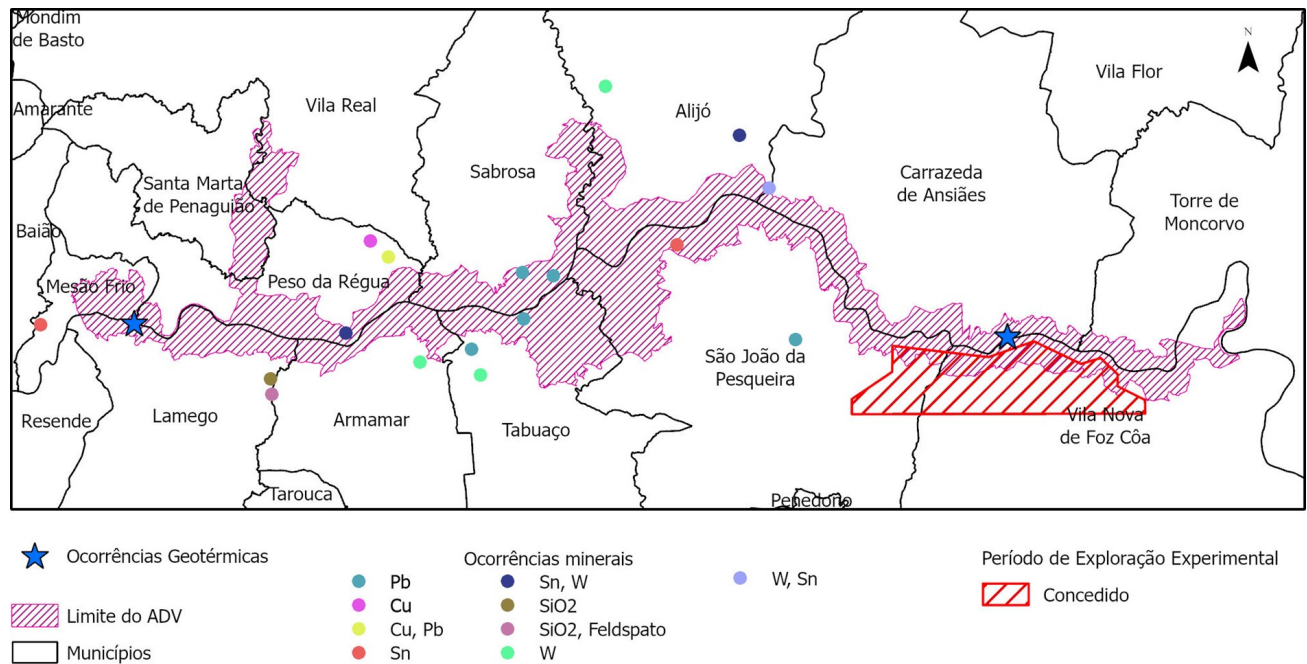 Mondim
de Basto
N
Vila Flor
Amarante
Vila Real
Alijó
Sabrosa
Carrazeda
de Ansiães
Santa Marta
de Penaguião
Torre de
Moncorvo
Baião
Mesão Frio
Peso da Régua
São João da
Pesqueira
Resende
Lamego
Armamar
Tabuaço
Vila Nova
de Foz Côa
Tarouca
Penedono
Ocorrências Geotérmicas
Limite do ADV
Municípios
Ocorrências minerais
Pb
Cu
Cu, Pb
Sn
Sn, W
SiO2
SiO2, Feldspato
W
W, Sn
Período de Exploração Experimental
Concedido